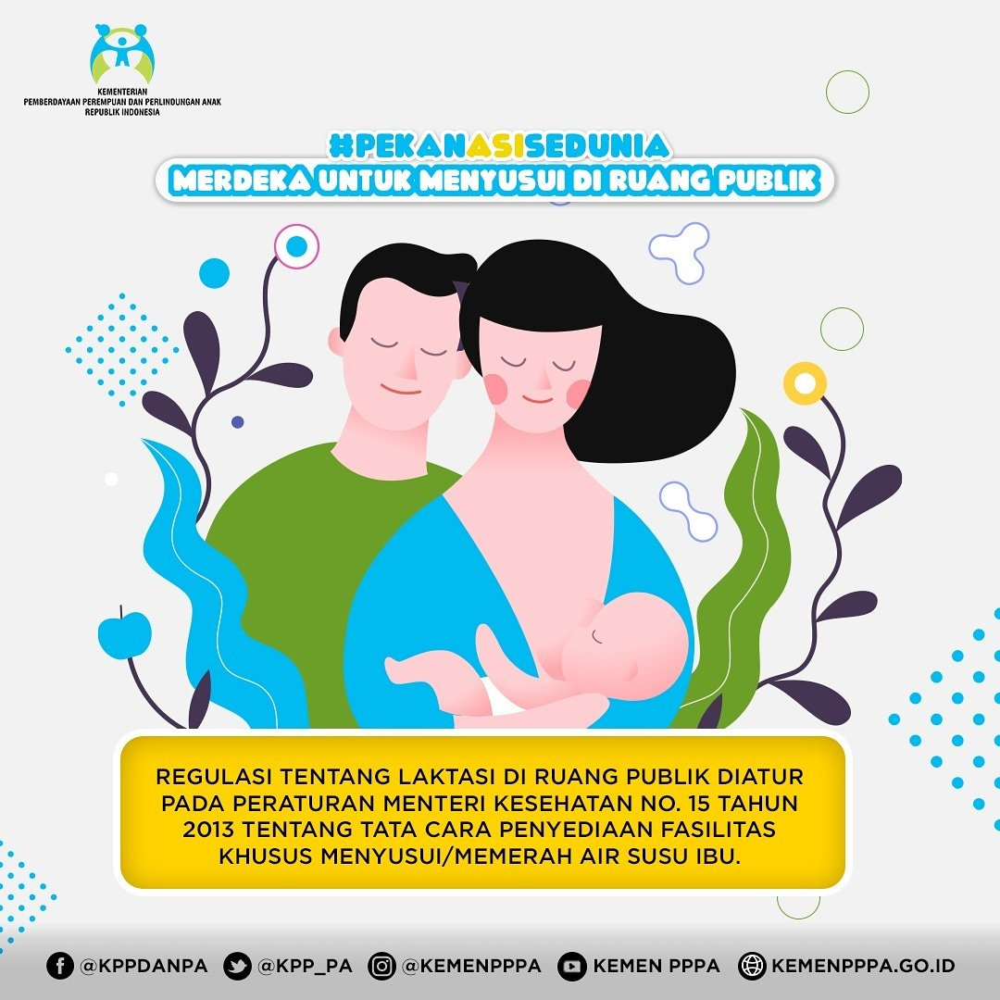 KEMENTERIAN
PEMBERDAYAAN PEREMPUAN DAN PERLINDUNGAN ANAK
REPUBLIK INDONESIA
#PEKANASISEDUNIA
MERDEKA UNTUK MENYUSUI DI RUANG PUBLIK
REGULASI TENTANG LAKTASI DI RUANG PUBLIK DIATUR
PADA PERATURAN MENTERI KESEHATAN NO. 15 TAHUN
2013 TENTANG TATA CARA PENYEDIAAN FASILITAS
KHUSUS MENYUSUI/MEMERAH AIR SUSU IBU.
@KPPDANPA @KPP_PA @KEMENPPPA KEMEN PPPA KEMENPPPA.GO.ID